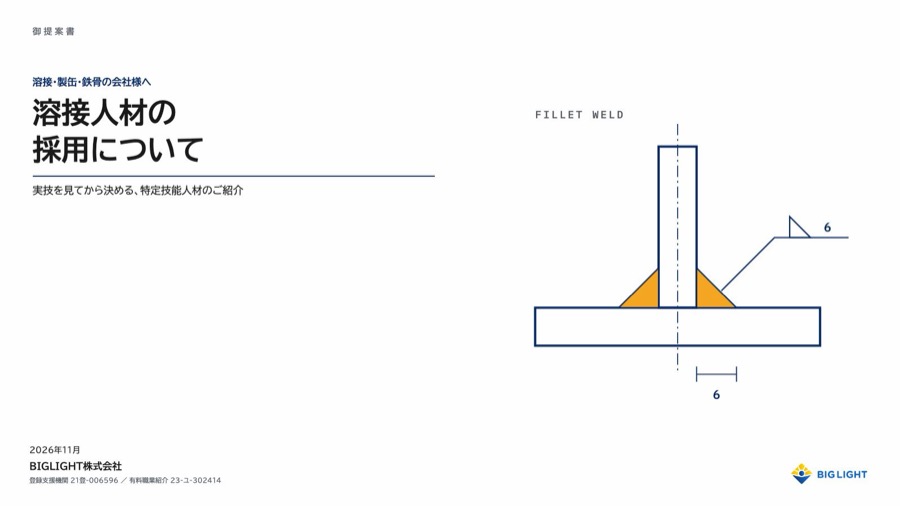 御提案書
溶接・製缶・鉄骨の会社様へ
溶接人材の
採用について
実技を見てから決める、特定技能人材のご紹介
FILLET WELD
6
6
2026年11月
BIGLIGHT株式会社
登録支援機関 21登-006596 ／ 有料職業紹介 23-ユ-302414
BIGLIGHT